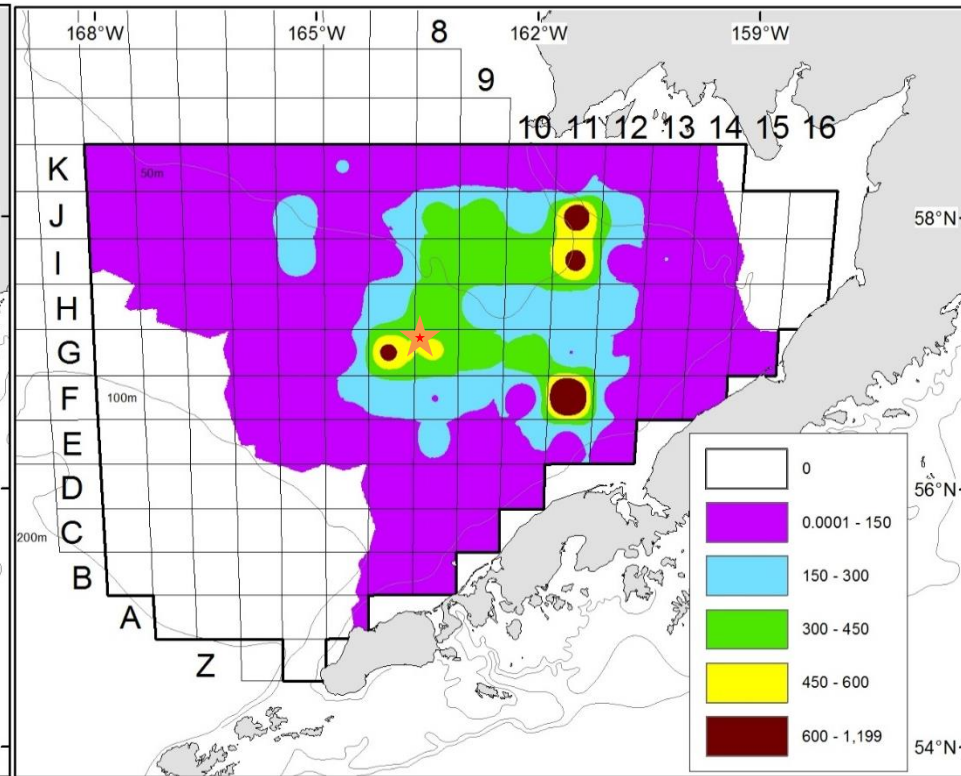 168°W 165°W 8 162°W 159°W
9
10 11 12 13 14 15 16
K
50m
J 58°N
I
H
G
F
100m
E
D 56°N
C
200m
B
A
Z
54°N
0
0.0001 - 150
150 - 300
300 - 450
450 - 600
600 - 1,199